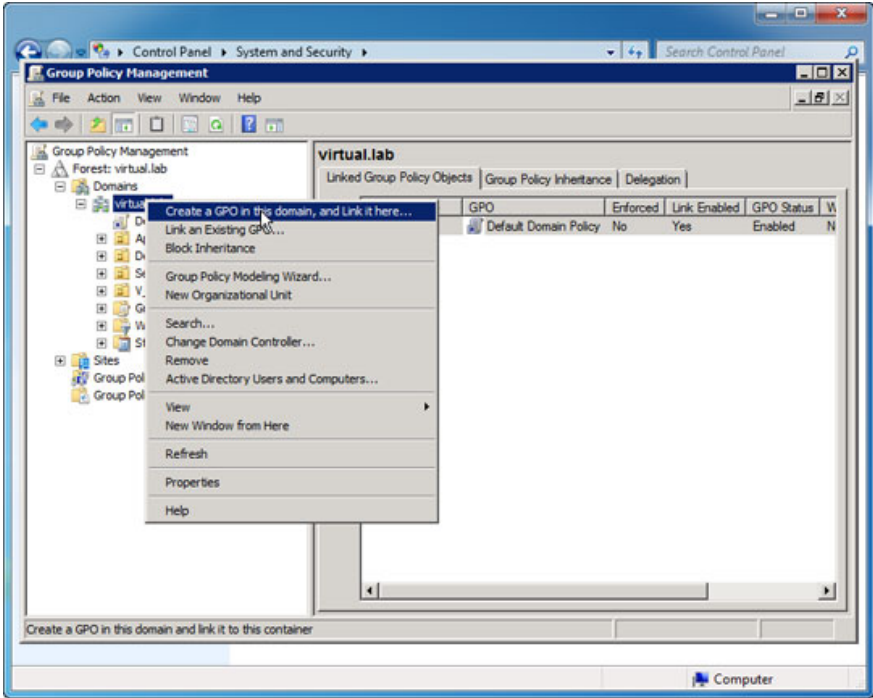 Control Panel ▸ System and Security ▸
Search Control Panel
Group Policy Management
File Action View Window Help
Group Policy Management
Forest: virtual.lab
Domains
Sites
Group Pol
Group Pol
Create a GPO in this domain, and Link it here...
Link an Existing
Block Inheritance
Group Policy Modeling Wizard...
New Organizational Unit
Search...
Change Domain Controller...
Remove
Active Directory Users and Computers...
View
New Window from Here
Refresh
Properties
Help
virtual.lab
Linked Group Policy Objects Group Policy Inheritance Delegation
GPO Enforced Link Enabled GPO Status W
Default Domain Policy No Yes Enabled N
Create a GPO in this domain and link it to this container
Computer